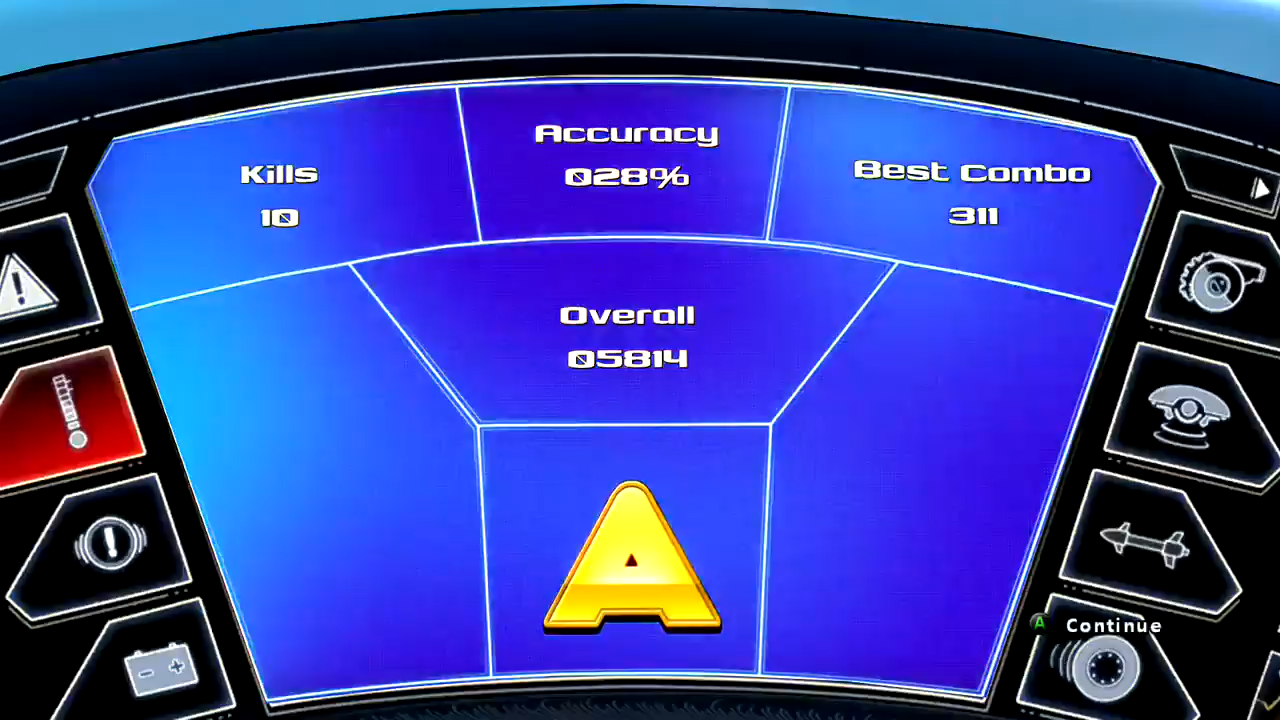 Accuracy
028%
Kills
10
Best Combo
311
Overall
05814
A
A Continue